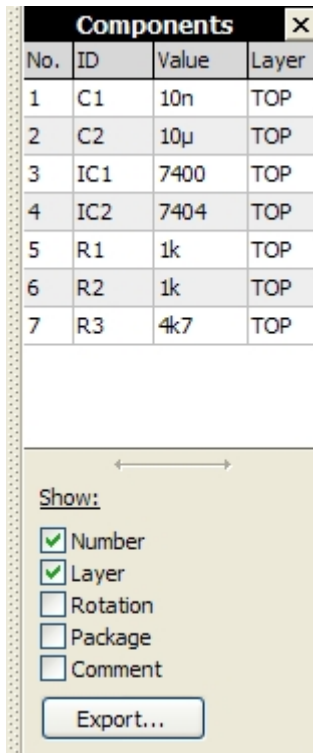 Components
No. ID Value Layer
1 C1 10n TOP
2 C2 10µ TOP
3 IC1 7400 TOP
4 IC2 7404 TOP
5 R1 1k TOP
6 R2 1k TOP
7 R3 4k7 TOP
Show:
Number
Layer
Rotation
Package
Comment
Export...